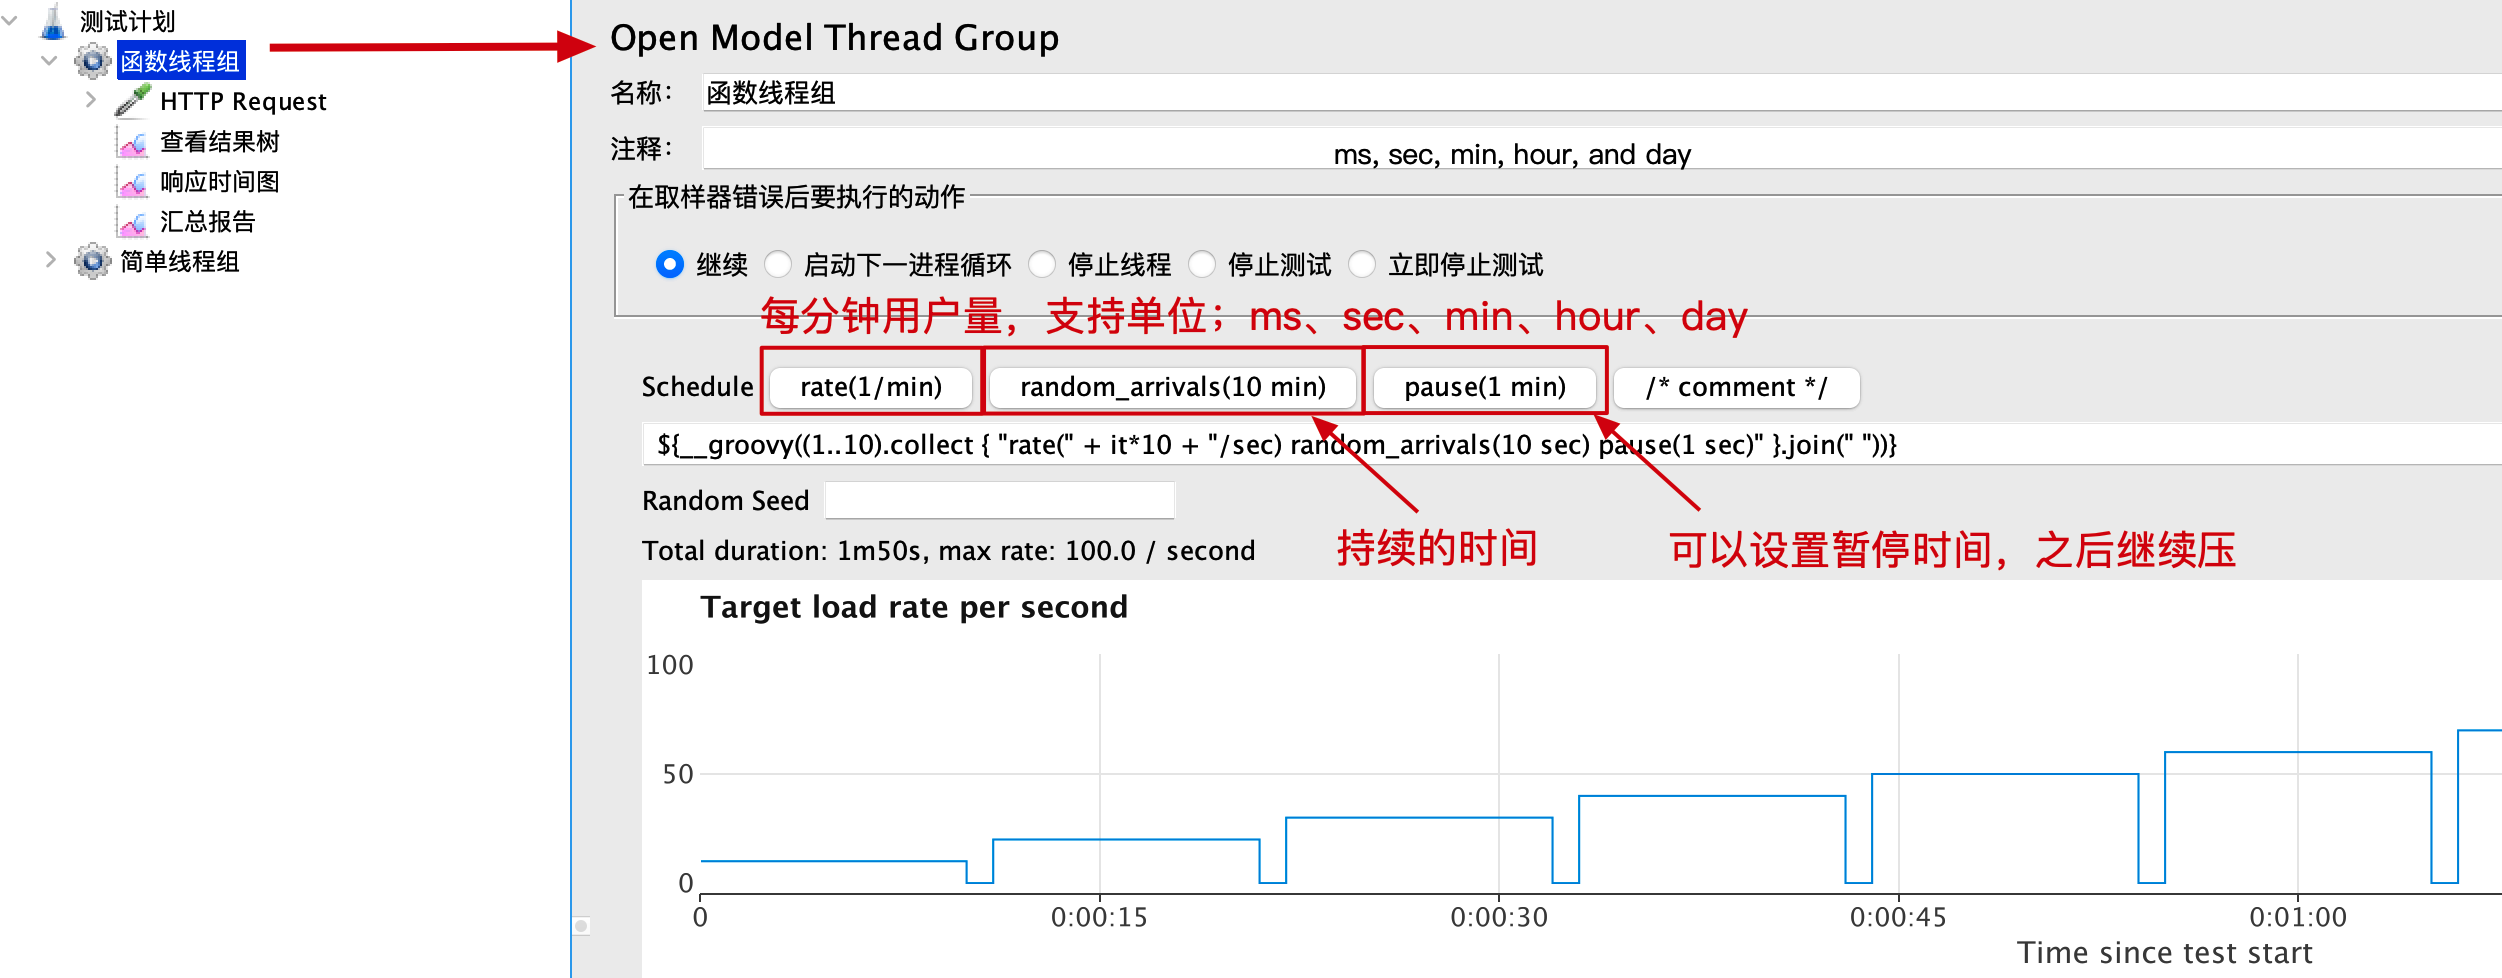 测试计划
函数线程组
HTTP Request
查看结果树
响应时间图
汇总报告
简单线程组
Open Model Thread Group
名称： 函数线程组
注释：
ms, sec, min, hour, and day
在取样器错误后要执行的动作
继续 启动下一进程循环 停止线程 停止测试 立即停止测试
每分钟用户量，支持单位；ms、sec、min、hour、day
Schedule rate(1/min) random_arrivals(10 min) pause(1 min) /* comment */
${__groovy((1..10).collect { "rate(" + it*10 + "/sec) random_arrivals(10 sec) pause(1 sec)" }.join(" "))}
Random Seed
持续的时间
可以设置暂停时间，之后继续压
Total duration: 1m50s, max rate: 100.0 / second
Target load rate per second
100
50
0
0 0:00:15 0:00:30 0:00:45 0:01:00
Time since test start